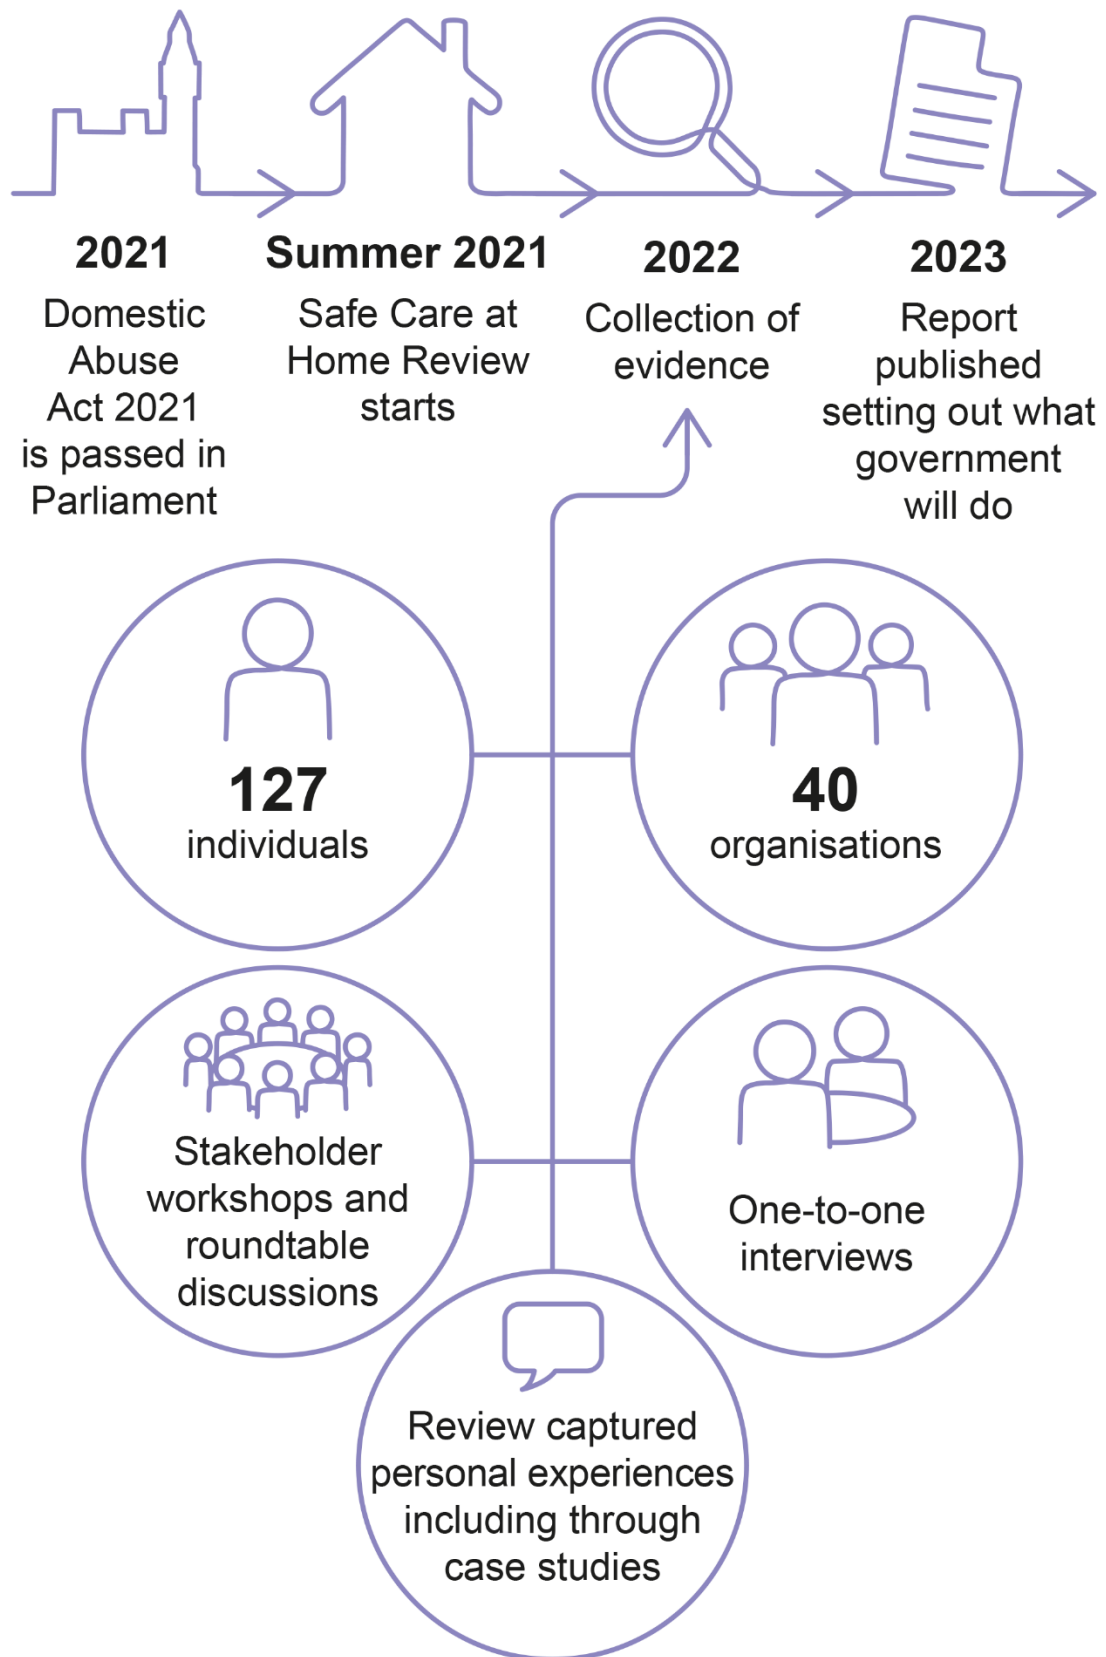 2021
Domestic
Abuse
Act 2021
is passed in
Parliament
Summer 2021
Safe Care at
Home Review
starts
2022
Collection of
evidence
2023
Report
published
setting out what
government
will do
127
individuals
40
organisations
Stakeholder
workshops and
roundtable
discussions
One-to-one
interviews
Review captured
personal experiences
including through
case studies